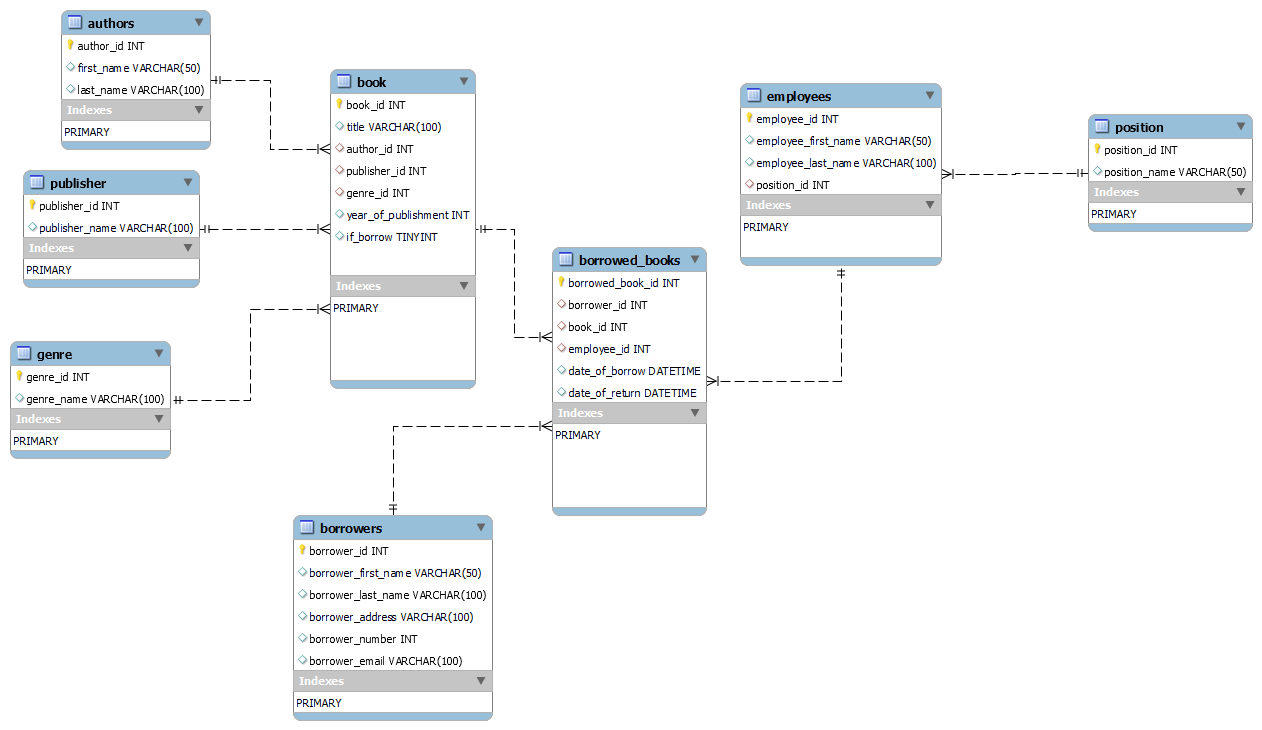 authors
author_id INT
first_name VARCHAR(50)
last_name VARCHAR(100)
Indexes
PRIMARY
publisher
publisher_id INT
publisher_name VARCHAR(100)
Indexes
PRIMARY
genre
genre_id INT
genre_name VARCHAR(100)
Indexes
PRIMARY
book
book_id INT
title VARCHAR(100)
author_id INT
publisher_id INT
genre_id INT
year_of_publishment INT
if_borrow TINYINT
Indexes
PRIMARY
borrowers
borrower_id INT
borrower_first_name VARCHAR(50)
borrower_last_name VARCHAR(100)
borrower_address VARCHAR(100)
borrower_number INT
borrower_email VARCHAR(100)
Indexes
PRIMARY
borrowed_books
borrowed_book_id INT
borrower_id INT
book_id INT
employee_id INT
date_of_borrow DATETIME
date_of_return DATETIME
Indexes
PRIMARY
employees
employee_id INT
employee_first_name VARCHAR(50)
employee_last_name VARCHAR(100)
position_id INT
Indexes
PRIMARY
position
position_id INT
position_name VARCHAR(50)
Indexes
PRIMARY